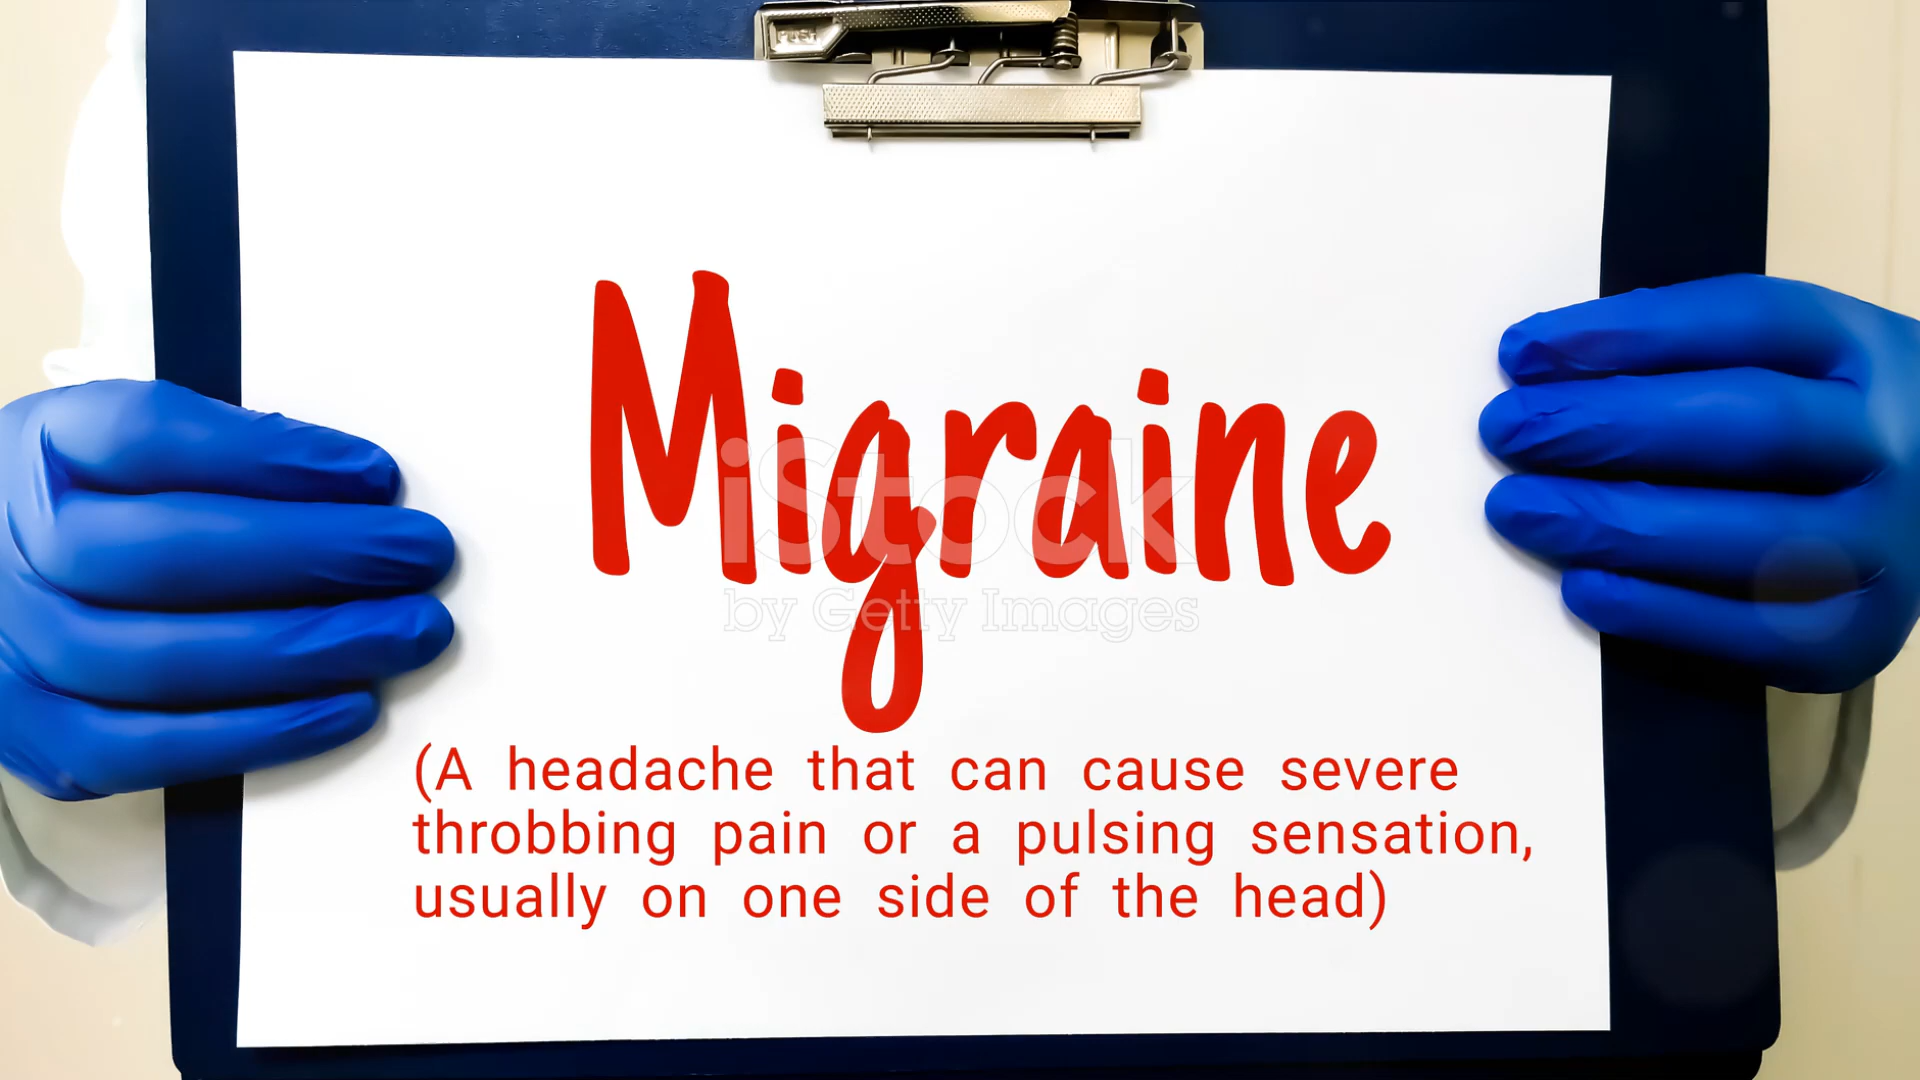 PUSH
Migraine
iStock
by Getty Images
(A headache that can cause severe
throbbing pain or a pulsing sensation,
usually on one side of the head)